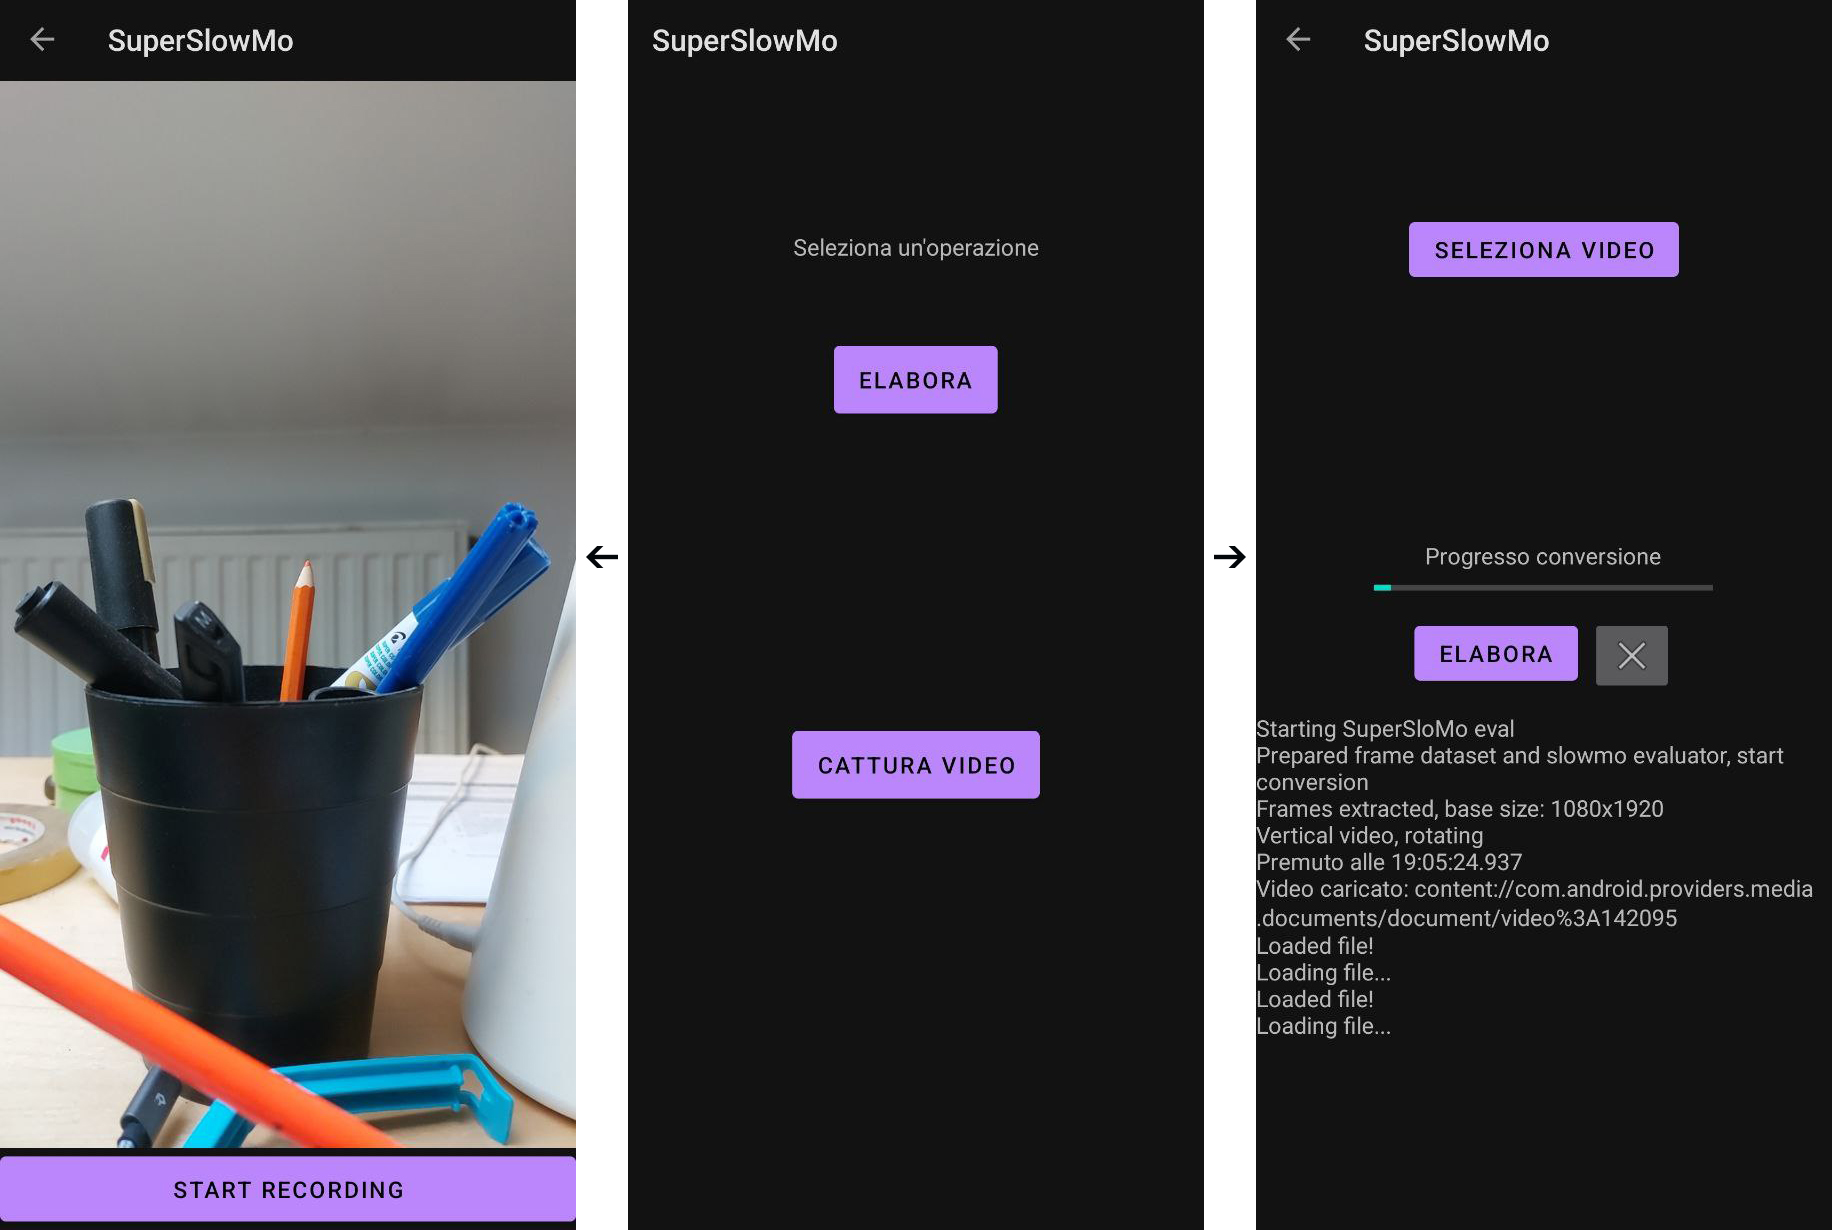 SuperSlowMo
START RECORDING
SuperSlowMo
Seleziona un'operazione
ELABORA
CATTURA VIDEO
SuperSlowMo
SELEZIONA VIDEO
Progresso conversione
ELABORA
Starting SuperSloMo eval
Prepared frame dataset and slowmo evaluator, start
conversion
Frames extracted, base size: 1080x1920
Vertical video, rotating
Premuto alle 19:05:24.937
Video caricato: content://com.android.providers.media
.documents/document/video%3A142095
Loaded file!
Loading file...
Loaded file!
Loading file...